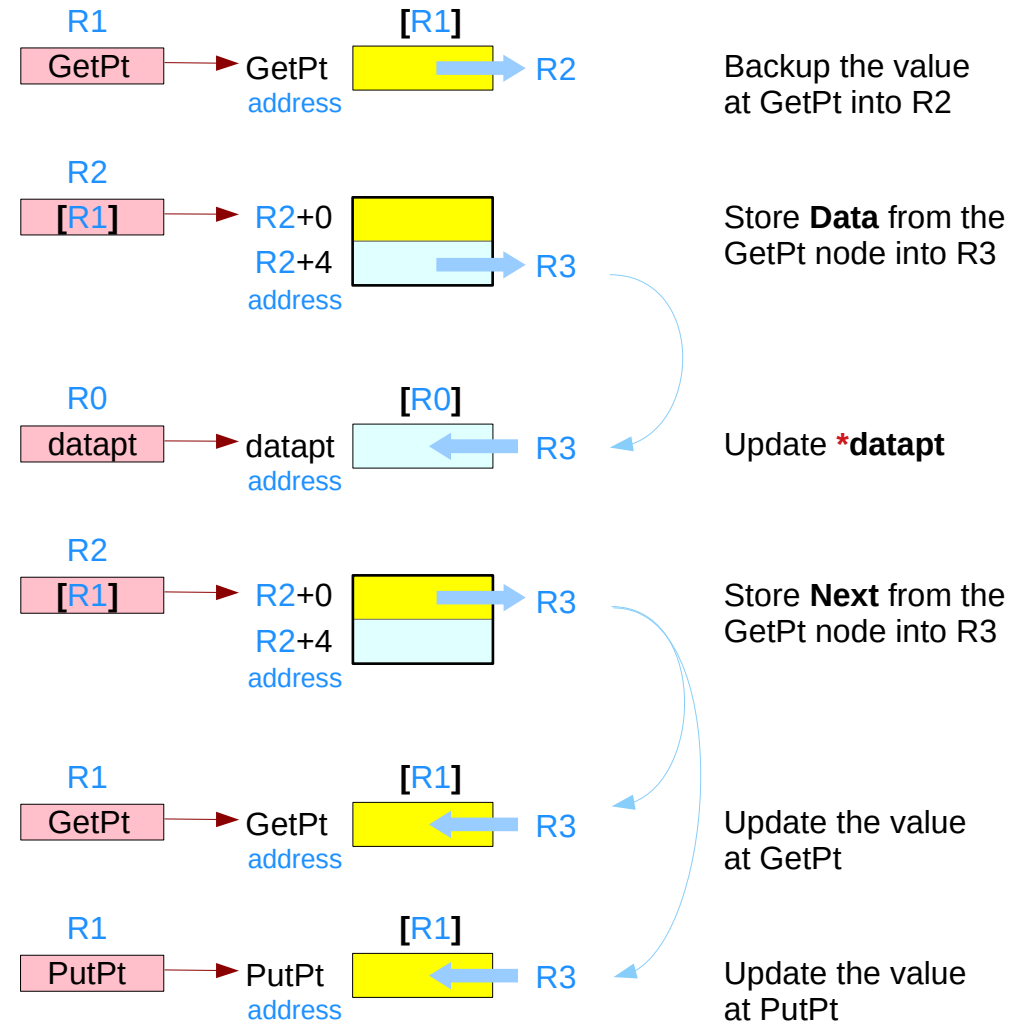 R1 [R1]
GetPt GetPt R2 Backup the value
address at GetPt into R2
R2
[R1] R2+0 Store Data from the
R2+4 R3 GetPt node into R3
address
R0 [R0]
datapt datapt R3 Update *datapt
address
R2
[R1] R2+0 R3 Store Next from the
R2+4 GetPt node into R3
address
R1 [R1]
GetPt GetPt R3 Update the value
address at GetPt
R1 [R1]
PutPt PutPt R3 Update the value
address at PutPt